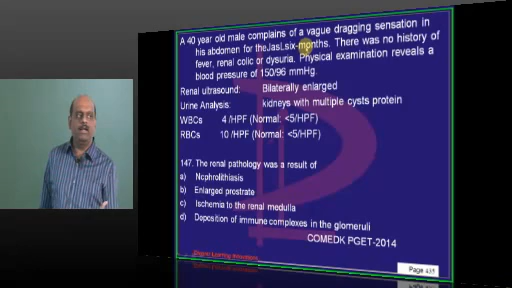 A 40 year old male complains of a vague dragging sensation in
his abdomen for theJasLsix-months. There was no history of
fever, renal colic or dysuria. Physical examination reveals a
blood pressure of 150/96 mmHg.
Renal ultrasound: Bilaterally enlarged
Urine Analysis: kidneys with multiple cysts protein
WBCs 4 /HPF (Normal: <5/HPF)
RBCs 10 /HPF (Normal: <5/HPF)
147. The renal pathology was a result of
a) Nephrolithiasis
b) Enlarged prostrate
c) Ischemia to the renal medulla
d) Deposition of immune complexes in the glomeruli
COMEDK PGET-2014
Digital Learning
Page 435